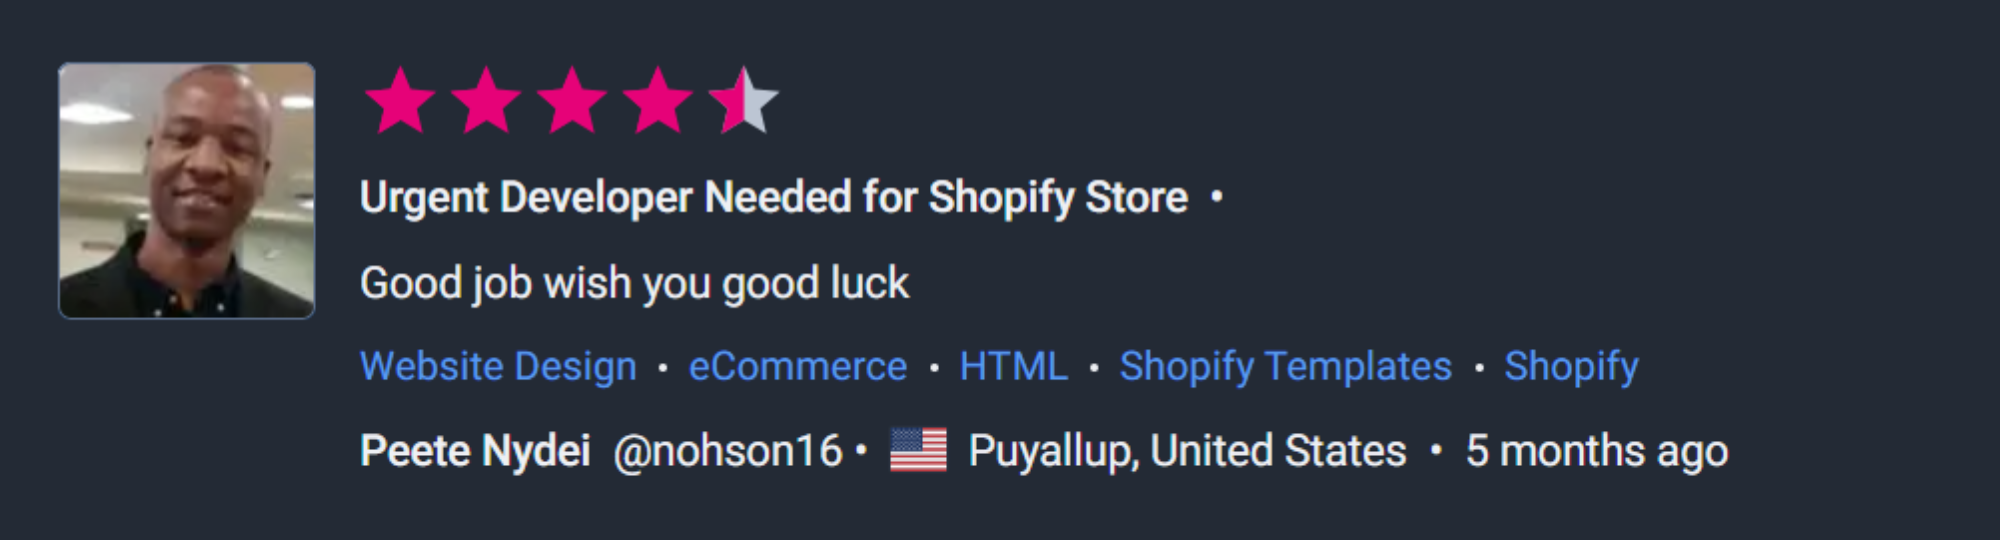 Urgent Developer Needed for Shopify Store •
Good job wish you good luck
Website Design • eCommerce • HTML • Shopify Templates • Shopify
Peete Nydei @nohson16 • Puyallup, United States • 5 months ago